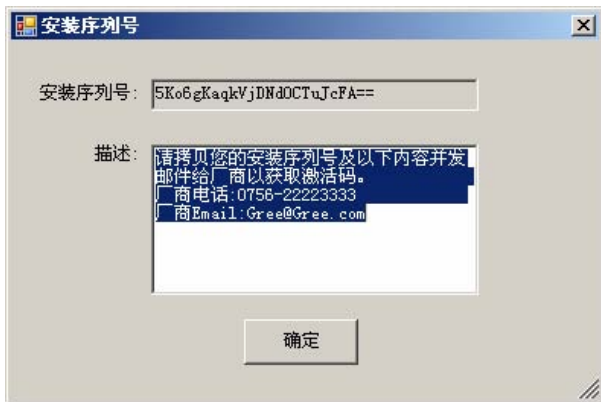 安装序列号
安装序列号: 5Ko6gKaqkVjDNdOCTuJcFA==
描述: 请拷贝您的安装序列号及以下内容并发
邮件给厂商以获取激活码。
厂商电话:0756-22223333
厂商Email:Gree@Gree.com
确定